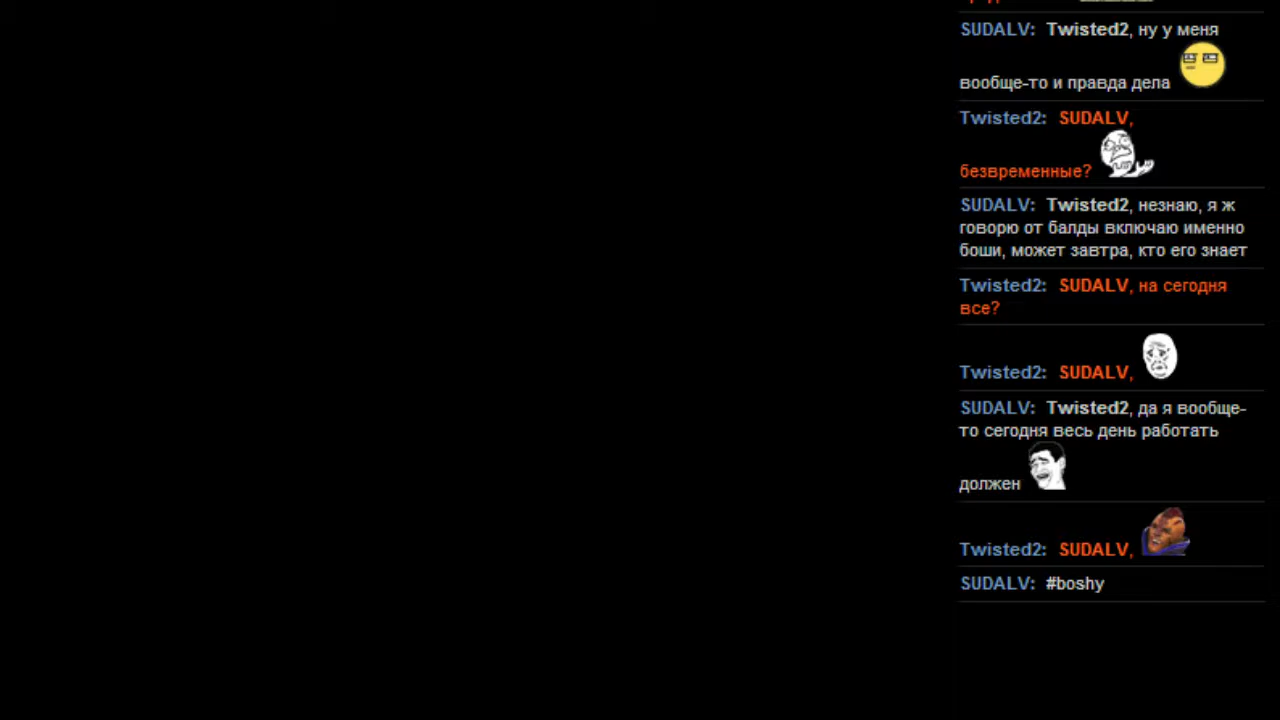 SUDALV: Twisted2, ну у меня
вообще-то и правда дела
Twisted2: SUDALV,
безвременные?
SUDALV: Twisted2, незнаю, я ж
говорю от балды включаю именно
боши, может завтра, кто его знает
Twisted2: SUDALV, на сегодня
все?
Twisted2: SUDALV,
SUDALV: Twisted2, да я вообще-
то сегодня весь день работать
должен
Twisted2: SUDALV,
SUDALV: #boshy